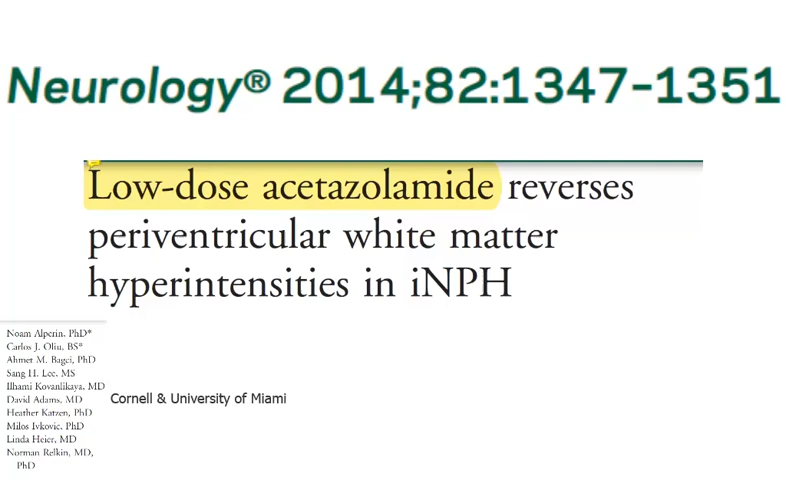 Neurology® 2014;82:1347-1351
Low-dose acetazolamide reverses
periventricular white matter
hyperintensities in iNPH
Noam Alperin, PhD*
Carlos J. Oliu, BS*
Ahmet M. Bagci, PhD
Sang H. Lee, MS
Ilhami Kovanlikaya, MD
David Adams, MD
Heather Katzen, PhD
Milos Ivkovic, PhD
Linda Heier, MD
Norman Relkin, MD,
PhD
Cornell & University of Miami